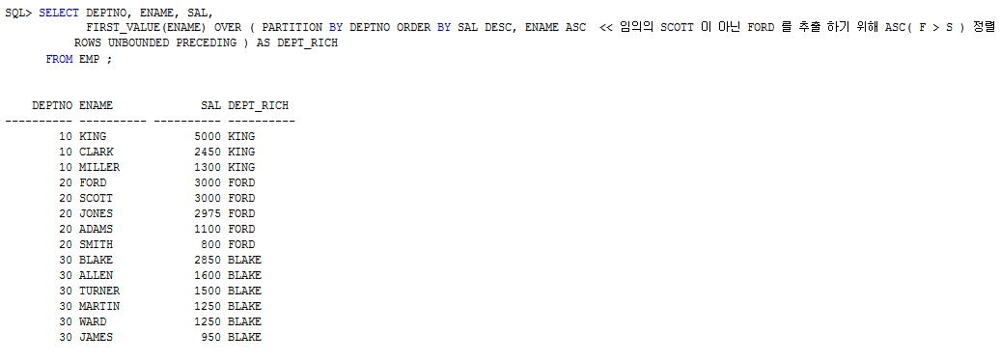 SQL> SELECT DEPTNO, ENAME, SAL,
FIRST_VALUE(ENAME) OVER ( PARTITION BY DEPTNO ORDER BY SAL DESC, ENAME ASC << 임의의 SCOTT 이 아닌 FORD 를 추출 하기 위해 ASC( F > S ) 정렬
ROWS UNBOUNDED PRECEDING ) AS DEPT_RICH
FROM EMP ;
DEPTNO ENAME SAL DEPT_RICH
---------- ---------- ---------- ----------
10 KING 5000 KING
10 CLARK 2450 KING
10 MILLER 1300 KING
20 FORD 3000 FORD
20 SCOTT 3000 FORD
20 JONES 2975 FORD
20 ADAMS 1100 FORD
20 SMITH 800 FORD
30 BLAKE 2850 BLAKE
30 ALLEN 1600 BLAKE
30 TURNER 1500 BLAKE
30 MARTIN 1250 BLAKE
30 WARD 1250 BLAKE
30 JAMES 950 BLAKE